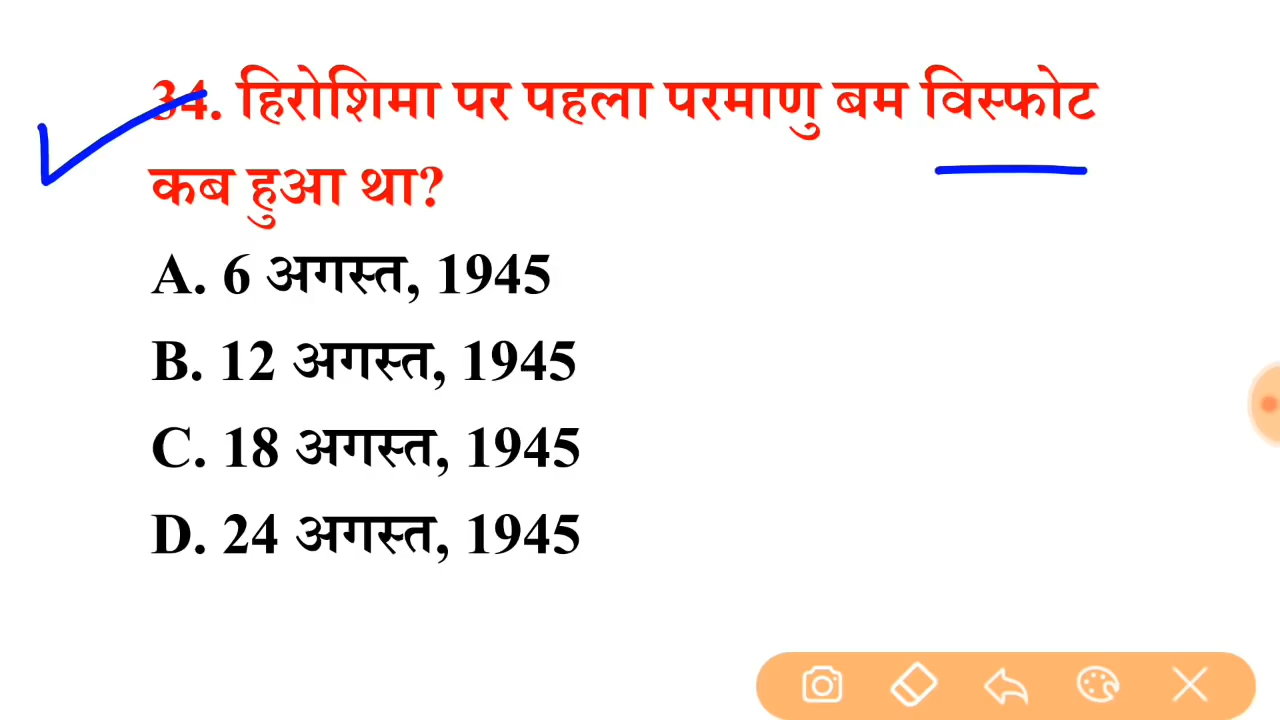 34. हिरोशिमा पर पहला परमाणु बम विस्फोट
कब हुआ था?
A. 6 अगस्त, 1945
B. 12 अगस्त, 1945
C. 18 अगस्त, 1945
D. 24 अगस्त, 1945